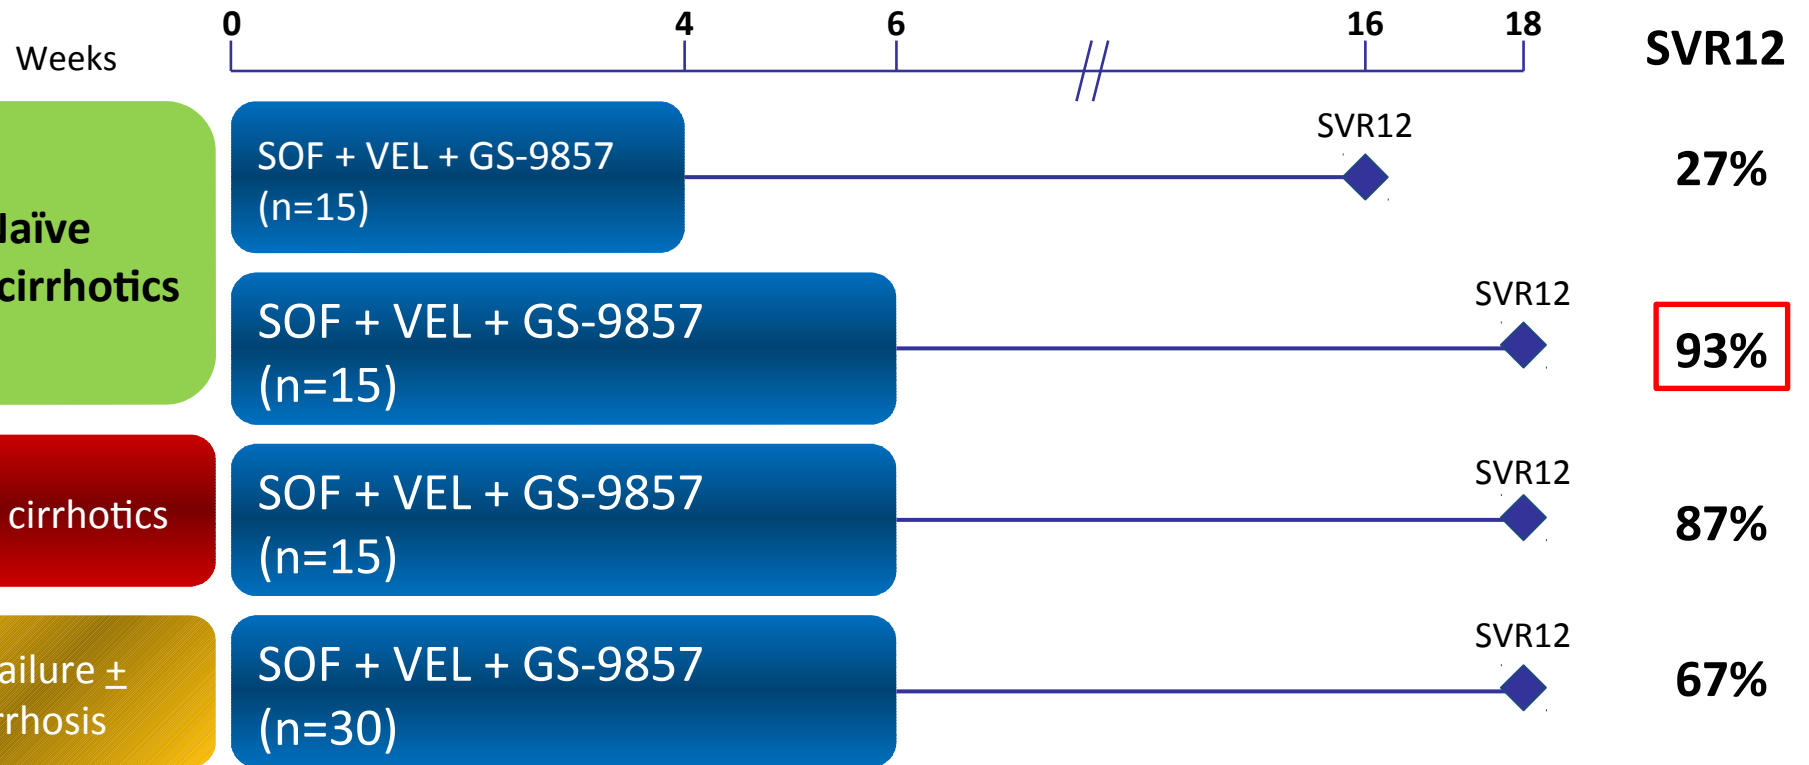 0 4 6 16 18
Weeks
SVR12
SOF + VEL + GS-9857
(n=15)
SVR12
27%
aïve
cirrhotics
SOF + VEL + GS-9857
(n=15)
SVR12
93%
cirrhotics
SOF + VEL + GS-9857
(n=15)
SVR12
87%
ailure ±
rrhosis
SOF + VEL + GS-9857
(n=30)
SVR12
67%